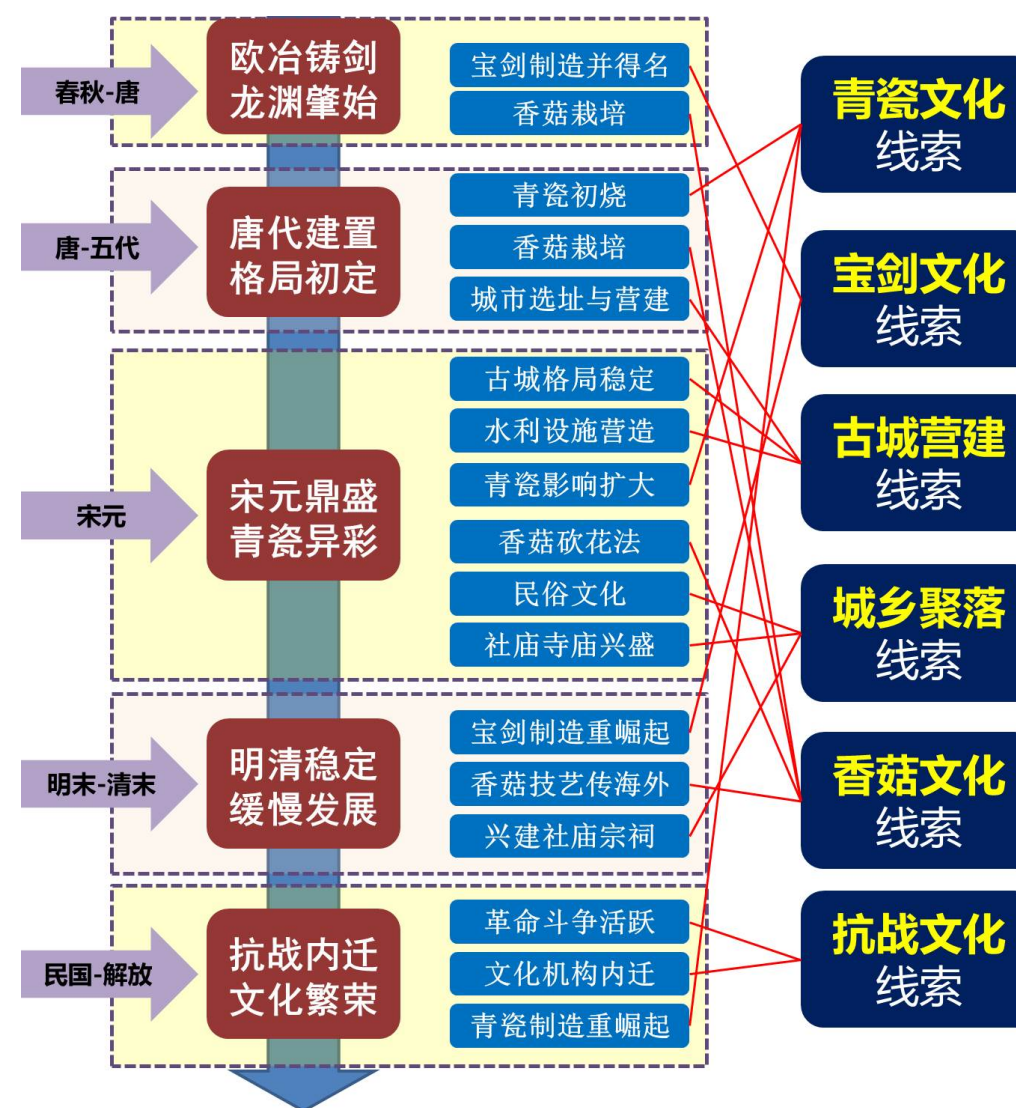 春秋-唐
欧冶铸剑
龙渊肇始
宝剑制造并得名
香菇栽培
唐-五代
唐代建置
格局初定
青瓷初烧
香菇栽培
城市选址与营建
宋元
宋元鼎盛
青瓷异彩
古城格局稳定
水利设施营造
青瓷影响扩大
香菇砍花法
民俗文化
社庙寺庙兴盛
明末-清末
明清稳定
缓慢发展
宝剑制造重崛起
香菇技艺传海外
兴建社庙宗祠
民国-解放
抗战内迁
文化繁荣
革命斗争活跃
文化机构内迁
青瓷制造重崛起
青瓷文化
线索
宝剑文化
线索
古城营建
线索
城乡聚落
线索
香菇文化
线索
抗战文化
线索